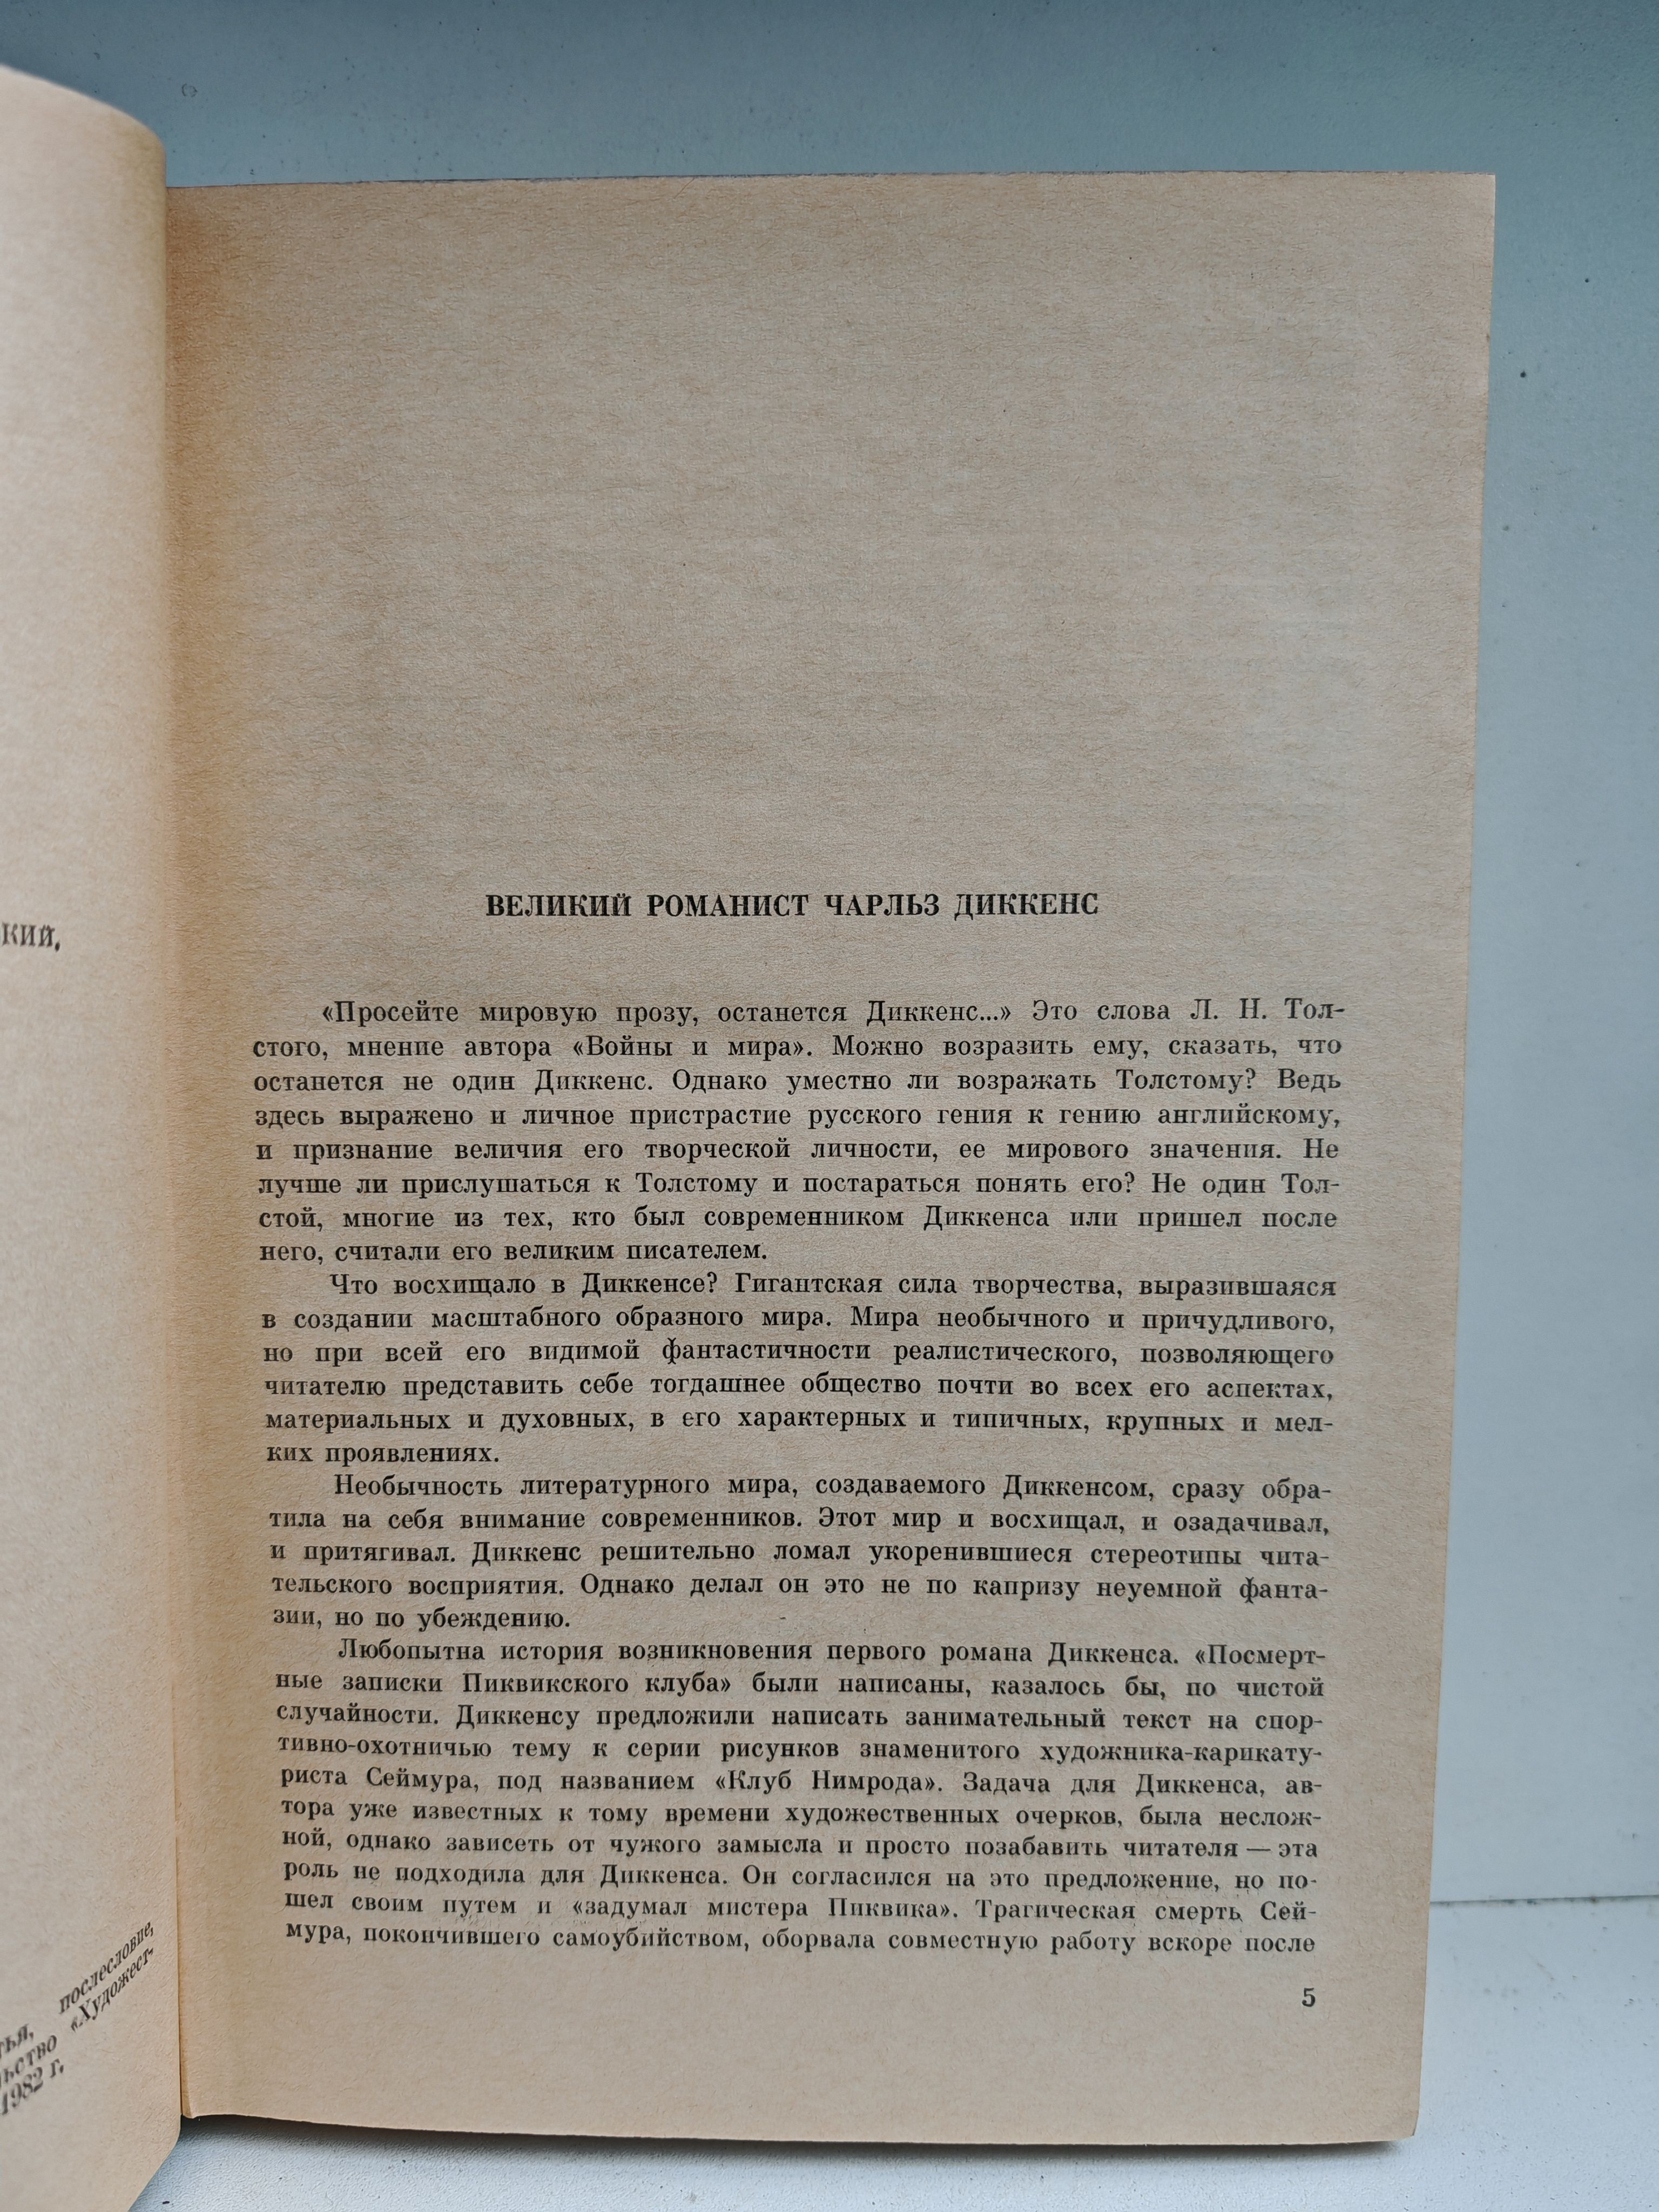 кий.
послесловие,
«Художест-
1982 г.
ВЕЛИКИЙ РОМАНИСТ ЧАРЛЬЗ ДИККЕНС
«Просейте мировую прозу, останется Диккенс...» Это слова Л. Н. Тол-
стого, мнение автора «Войны и мира». Можно возразить ему, сказать, что
останется не один Диккенс. Однако уместно ли возражать Толстому? Ведь
здесь выражено и личное пристрастие русского гения к гению английскому,
и признание величия его творческой личности, ее мирового значения. Не
лучше ли прислушаться к Толстому и постараться понять его? Не один Тол-
стой, многие из тех, кто был современником Диккенса или пришел после
него, считали его великим писателем.
Что восхищало в Диккенсе? Гигантская сила творчества, выразившаяся
в создании масштабного образного мира. Мира необычного и причудливого,
но при всей его видимой фантастичности реалистического, позволяющего
читателю представить себе тогдашнее общество почти во всех его аспектах,
материальных и духовных, в его характерных и типичных, крупных и мел-
ких проявлениях.
Необычность литературного мира, создаваемого Диккенсом, сразу обра-
тила на себя внимание современников. Этот мир и восхищал, и озадачивал,
и притягивал. Диккенс решительно ломал укоренившиеся стереотипы чита-
тельского восприятия. Однако делал он это не по капризу неуемной фанта-
зии, но по убеждению.
Любопытна история возникновения первого романа Диккенса. «Посмерт-
ные записки Пиквикского клуба» были написаны, казалось бы, по чистой
случайности. Диккенсу предложили написать занимательный текст на спор-
тивно-охотничью тему к серии рисунков знаменитого художника-карикату-
риста Сеймура, под названием «Клуб Нимрода». Задача для Диккенса, ав-
тора уже известных к тому времени художественных очерков, была неслож-
ной, однако зависеть от чужого замысла и просто позабавить читателя — эта
роль не подходила для Диккенса. Он согласился на это предложение, но по-
шел своим путем и «задумал мистера Пиквика». Трагическая смерть Сей-
мура, покончившего самоубийством, оборвала совместную работу вскоре после
5